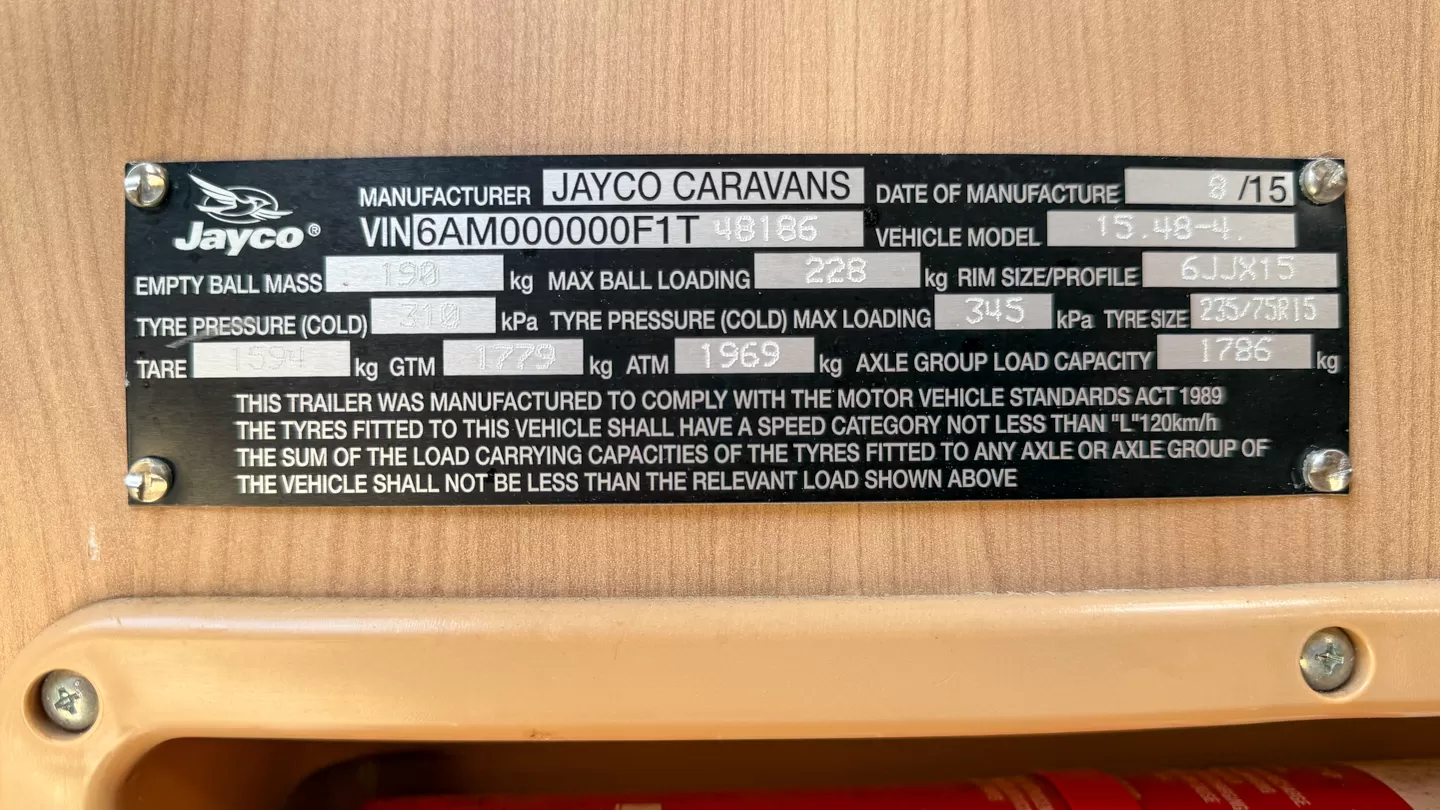 Jayco®
MANUFACTURER JAYCO CARAVANS DATE OF MANUFACTURE 8 /15
VIN 6AM000000F1T 48186 VEHICLE MODEL 15.48-4.
EMPTY BALL MASS 190 kg MAX BALL LOADING 228 kg RIM SIZE/PROFILE 6JJX15
TYRE PRESSURE (COLD) 310 kPa TYRE PRESSURE (COLD) MAX LOADING 345 kPa TYRE SIZE 235/75R15
TARE 1594 kg GTM 1779 kg ATM 1969 kg AXLE GROUP LOAD CAPACITY 1786 kg
THIS TRAILER WAS MANUFACTURED TO COMPLY WITH THE MOTOR VEHICLE STANDARDS ACT 1989
THE TYRES FITTED TO THIS VEHICLE SHALL HAVE A SPEED CATEGORY NOT LESS THAN "L"120km/h
THE SUM OF THE LOAD CARRYING CAPACITIES OF THE TYRES FITTED TO ANY AXLE OR AXLE GROUP OF
THE VEHICLE SHALL NOT BE LESS THAN THE RELEVANT LOAD SHOWN ABOVE